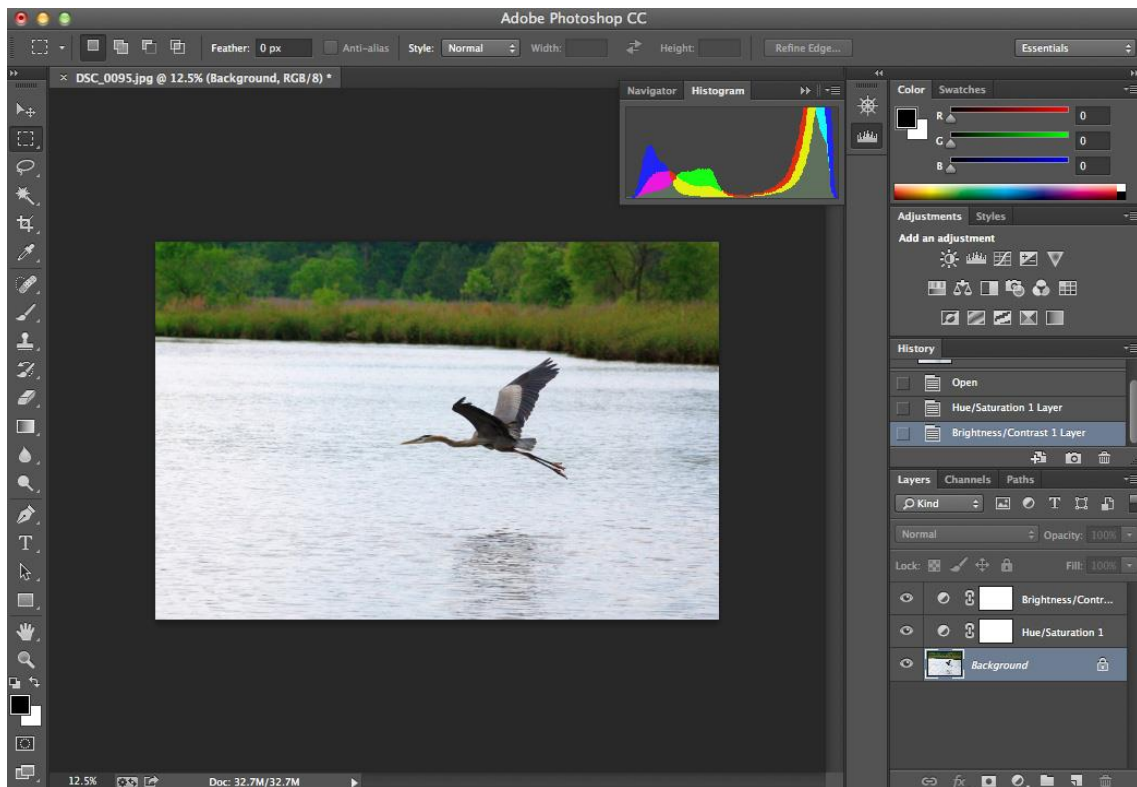 Adobe Photoshop CC
Feather: 0 px Anti-alias Style: Normal Width: Height: Refine Edge... Essentials
× DSC_0095.jpg @ 12.5% (Background, RGB/8) *
Navigator Histogram
Color Swatches
R 0
G 0
B 0
Adjustments Styles
Add an adjustment
History
Open
Hue/Saturation 1 Layer
Brightness/Contrast 1 Layer
Layers Channels Paths
Kind T
Normal Opacity: 100%
Lock: Fill: 100%
Brightness/Contr...
Hue/Saturation 1
Background
fx
T
12.5% Doc: 32.7M/32.7M